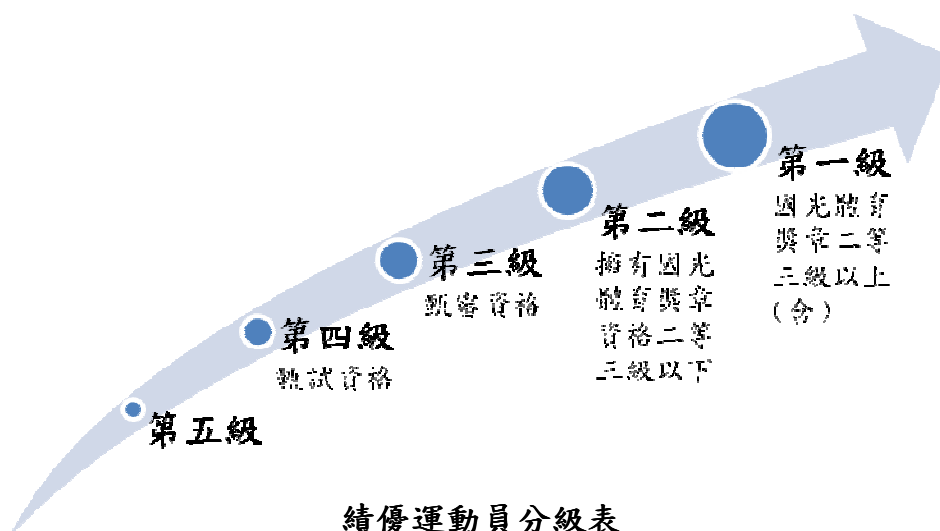 第一級
國光體育
獎章二等
三級以上
(含)
第二級
擁有國光
體育獎章
資格二等
三級以下
第三級
甄審資格
第四級
甄試資格
第五級
績優運動員分級表